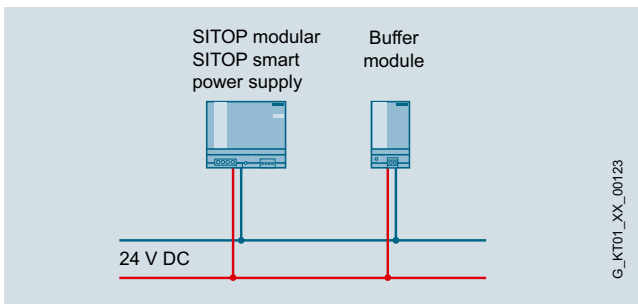 SITOP modular
SITOP smart
power supply
Buffer
module
24 V DC
G_KT01_XX_00123